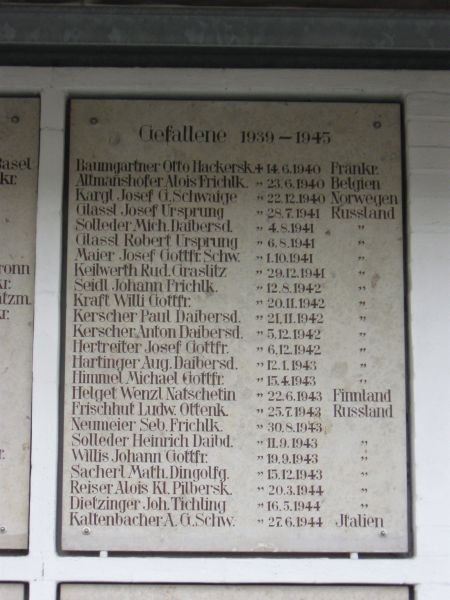 Basel
kr.
ronn
kr.
itzm.
kr.
r.
Gefallene 1939 – 1945
Baumgartner Otto Hackersk. + 14.6.1940 Frankr.
Altmanshofer Alois Frichlk. " 23.6.1940 Belgien
Kargl Josef G. Schwaige " 22.12.1940 Norwegen
Glassl Josef Ursprung " 28.7.1941 Russland
Solleder Mich. Daibersd. " 4.8.1941 "
Glassl Robert Ursprung " 6.8.1941 "
Maier Josef Gottfr. Schw. " 1.10.1941 "
Keilwerth Rud. Graslitz " 29.12.1941 "
Seidl Johann Frichlk. " 12.8.1942 "
Kraft Willi Gottfr. " 20.11.1942 "
Kerscher Paul Daibersd. " 21.11.1942 "
Kerscher Anton Daibersd. " 5.12.1942 "
Hertreiter Josef Gottfr. " 6.12.1942 "
Hartinger Aug. Daibersd. " 12.1.1943 "
Himmel Michael Gottfr. " 15.4.1943 "
Helget Wenzl Natschetin " 22.6.1943 Finnland
Frischhut Ludw. Ottenk. " 25.7.1943 Russland
Neumeier Seb. Frichlk. " 30.8.1943
Solleder Heinrich Daibd. " 11.9.1943 "
Willis Johann Gottfr. " 19.9.1943 "
Sacherl Math. Dingolfg. " 15.12.1943 "
Reiser Alois Kl. Pilbersk. " 20.3.1944 "
Dietzinger Joh. Tichling " 16.5.1944 "
Kaltenbacher A. G. Schw. " 27.6.1944 Jtalien